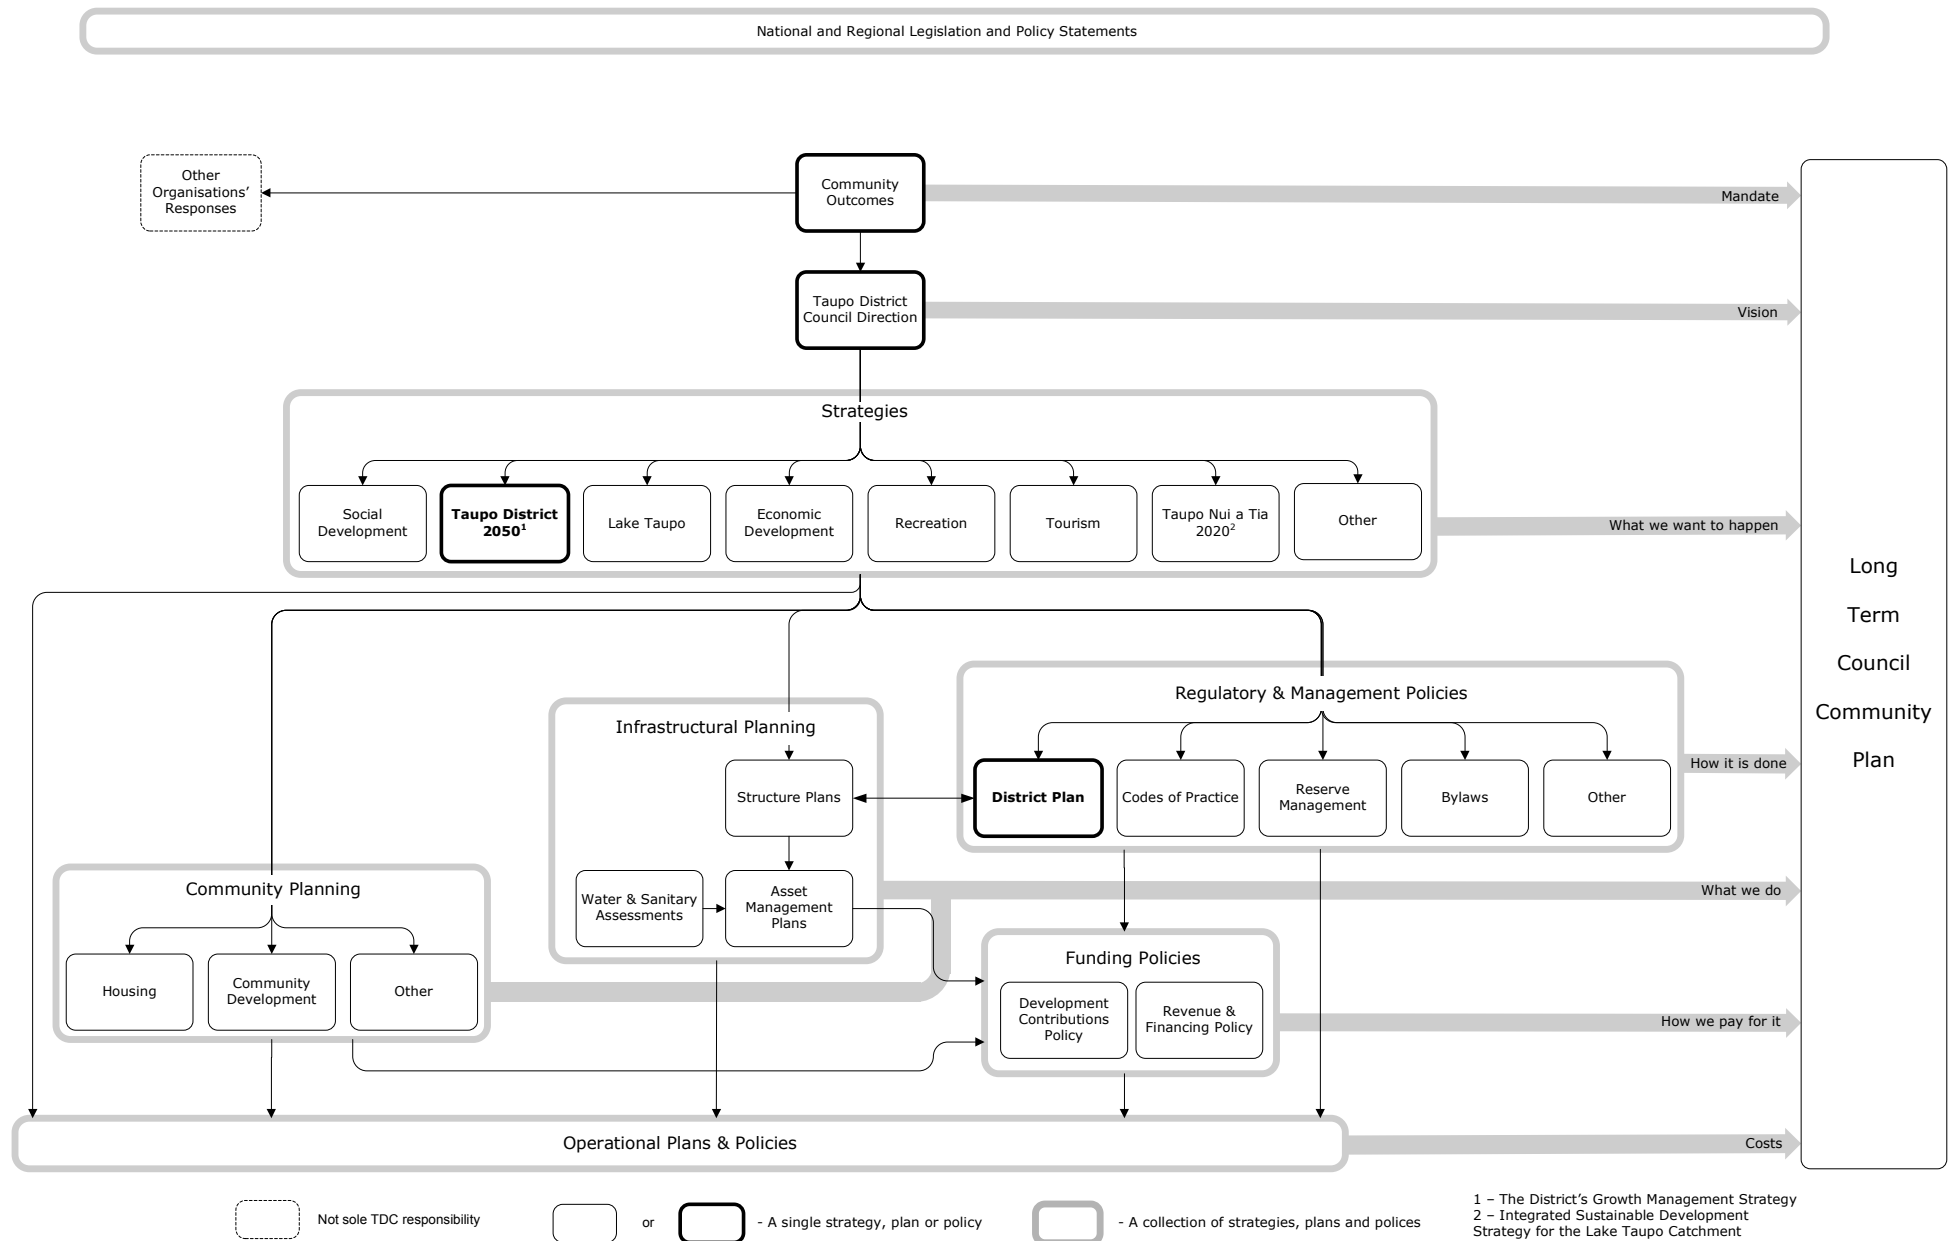 National and Regional Legislation and Policy Statements
Other
Organisations’
Responses
Community
Outcomes
Mandate
Taupo District
Council Direction
Vision
Strategies
Social
Development
Taupo District
2050¹
Lake Taupo
Economic
Development
Recreation
Tourism
Taupo Nui a Tia
2020²
Other
What we want to happen
Long
Term
Council
Community
Plan
Infrastructural Planning
Structure Plans
Water & Sanitary
Assessments
Asset
Management
Plans
Regulatory & Management Policies
District Plan
Codes of Practice
Reserve
Management
Bylaws
Other
How it is done
What we do
Community Planning
Housing
Community
Development
Other
Funding Policies
Development
Contributions
Policy
Revenue &
Financing Policy
How we pay for it
Operational Plans & Policies
Costs
Not sole TDC responsibility
or
- A single strategy, plan or policy
- A collection of strategies, plans and polices
1 – The District’s Growth Management Strategy
2 – Integrated Sustainable Development
Strategy for the Lake Taupo Catchment